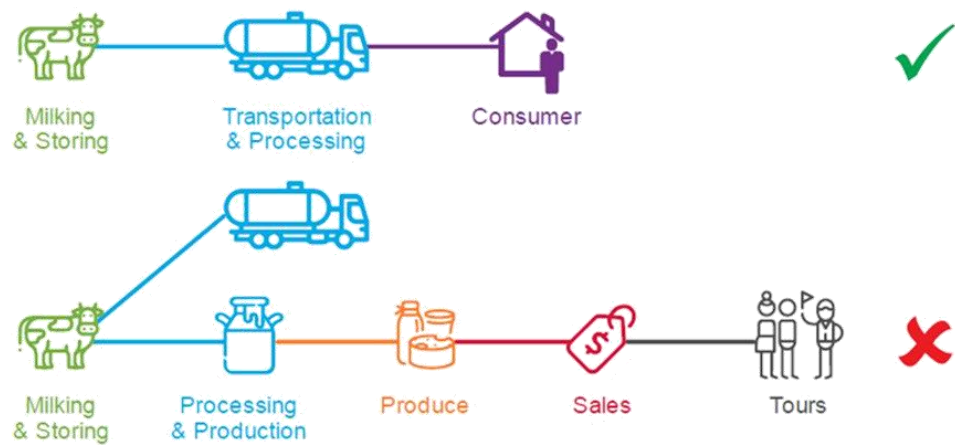 Milking
& Storing
Transportation
& Processing
Consumer
Milking
& Storing
Processing
& Production
Produce
$
Sales
Tours